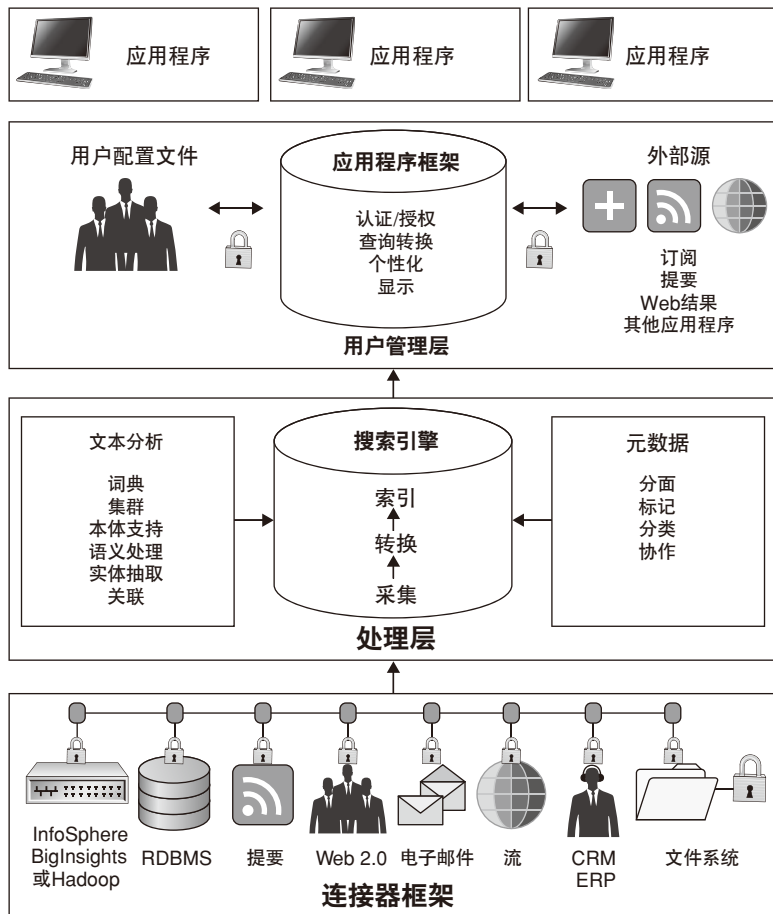 应用程序
应用程序
应用程序
用户配置文件
应用程序框架
认证/授权
查询转换
个性化
显示
外部源
订阅
提要
Web结果
其他应用程序
用户管理层
文本分析
词典
集群
本体支持
语义处理
实体抽取
关联
搜索引擎
索引
转换
采集
元数据
分面
标记
分类
协作
处理层
InfoSphere
BigInsights
或Hadoop
RDBMS
提要
Web 2.0
电子邮件
流
CRM
ERP
文件系统
连接器框架